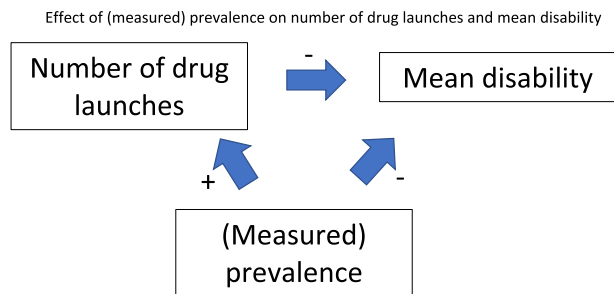 Effect of (measured) prevalence on number of drug launches and mean disability
-
Number of drug
launches
Mean disability
+
-
(Measured)
prevalence